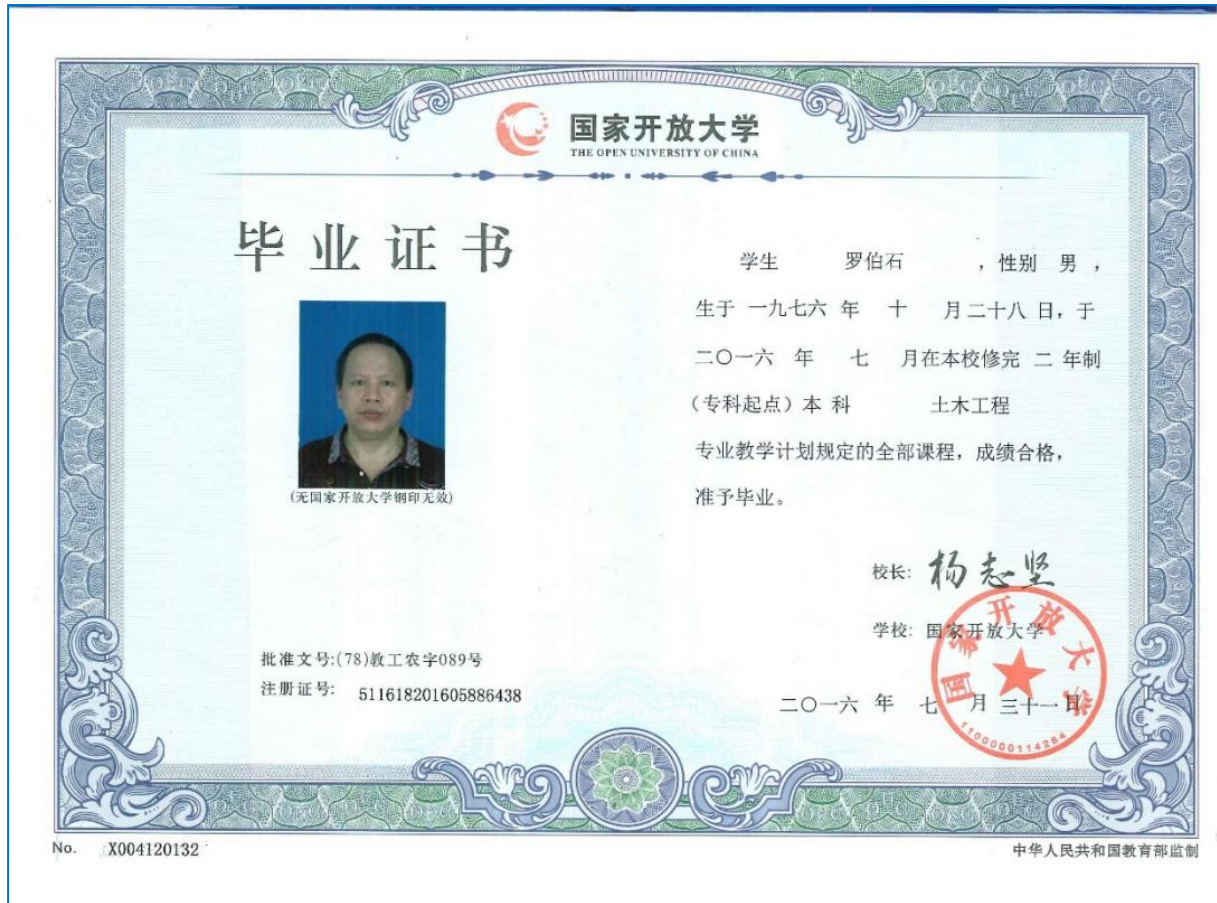 国家开放大学
THE OPEN UNIVERSITY OF CHINA
毕业证书
(无国家开放大学钢印无效)
批准文号:(78)教工农字089号
注册证号: 511618201605886438
学生 罗伯石 ，性别 男 ，
生于 一九七六 年 十 月二十八 日，于
二〇一六 年 七 月在本校修完 二 年制
（专科起点）本 科 土木工程
专业教学计划规定的全部课程，成绩合格，
准予毕业。
校长: 杨志坚
学校: 国家开放大学
国家开放大学
1100000114284
二〇一六 年 七 月 三十一日
No. X004120132
中华人民共和国教育部监制